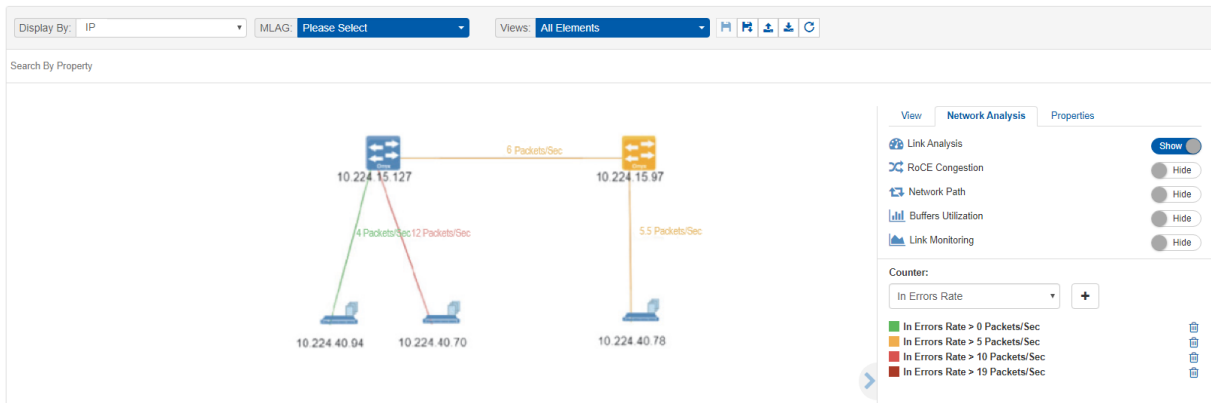 Display By: IP MLAG: Please Select Views: All Elements
Search By Property
View Network Analysis Properties
Link Analysis Show
RoCE Congestion Hide
Network Path Hide
Buffers Utilization Hide
Link Monitoring Hide
Counter:
In Errors Rate
In Errors Rate > 0 Packets/Sec
In Errors Rate > 5 Packets/Sec
In Errors Rate > 10 Packets/Sec
In Errors Rate > 19 Packets/Sec
6 Packets/Sec
10.224.15.127 10.224.15.97
4 Packets/Sec 12 Packets/Sec 5.5 Packets/Sec
10.224.40.94 10.224.40.70 10.224.40.78